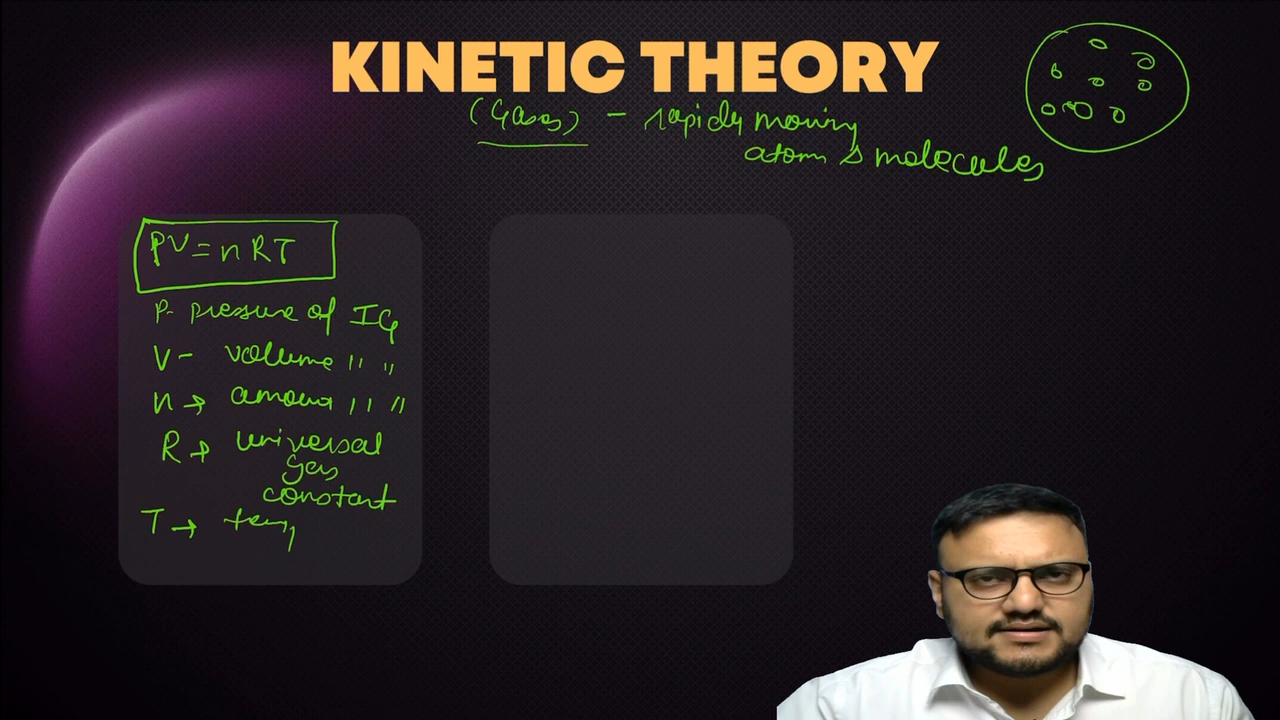 KINETIC THEORY
(Gases) - rapidly moving
atom & molecules
PV = nRT
P- pressure of IG
V- volume " "
n → amount " "
R → universal
gas
constant
T → temp